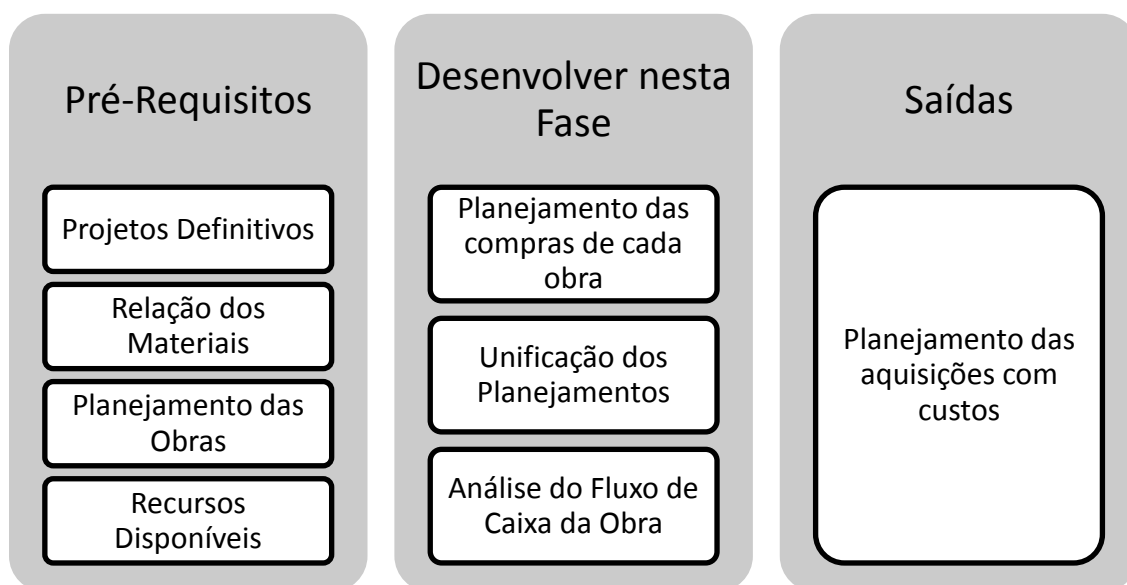 Pré-Requisitos
Projetos Definitivos
Relação dos
Materiais
Planejamento das
Obras
Recursos
Disponíveis
Desenvolver nesta
Fase
Planejamento das
compras de cada
obra
Unificação dos
Planejamentos
Análise do Fluxo de
Caixa da Obra
Saídas
Planejamento das
aquisições com
custos